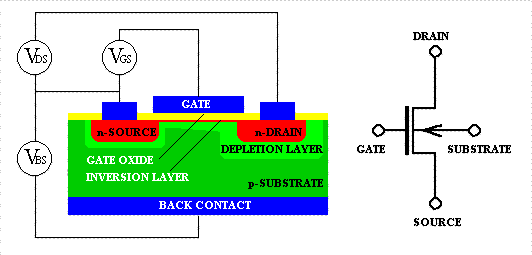 VDS
VGS
VBS
GATE
n-SOURCE
n-DRAIN
GATE OXIDE
DEPLETION LAYER
INVERSION LAYER
p-SUBSTRATE
BACK CONTACT
DRAIN
GATE
SUBSTRATE
SOURCE